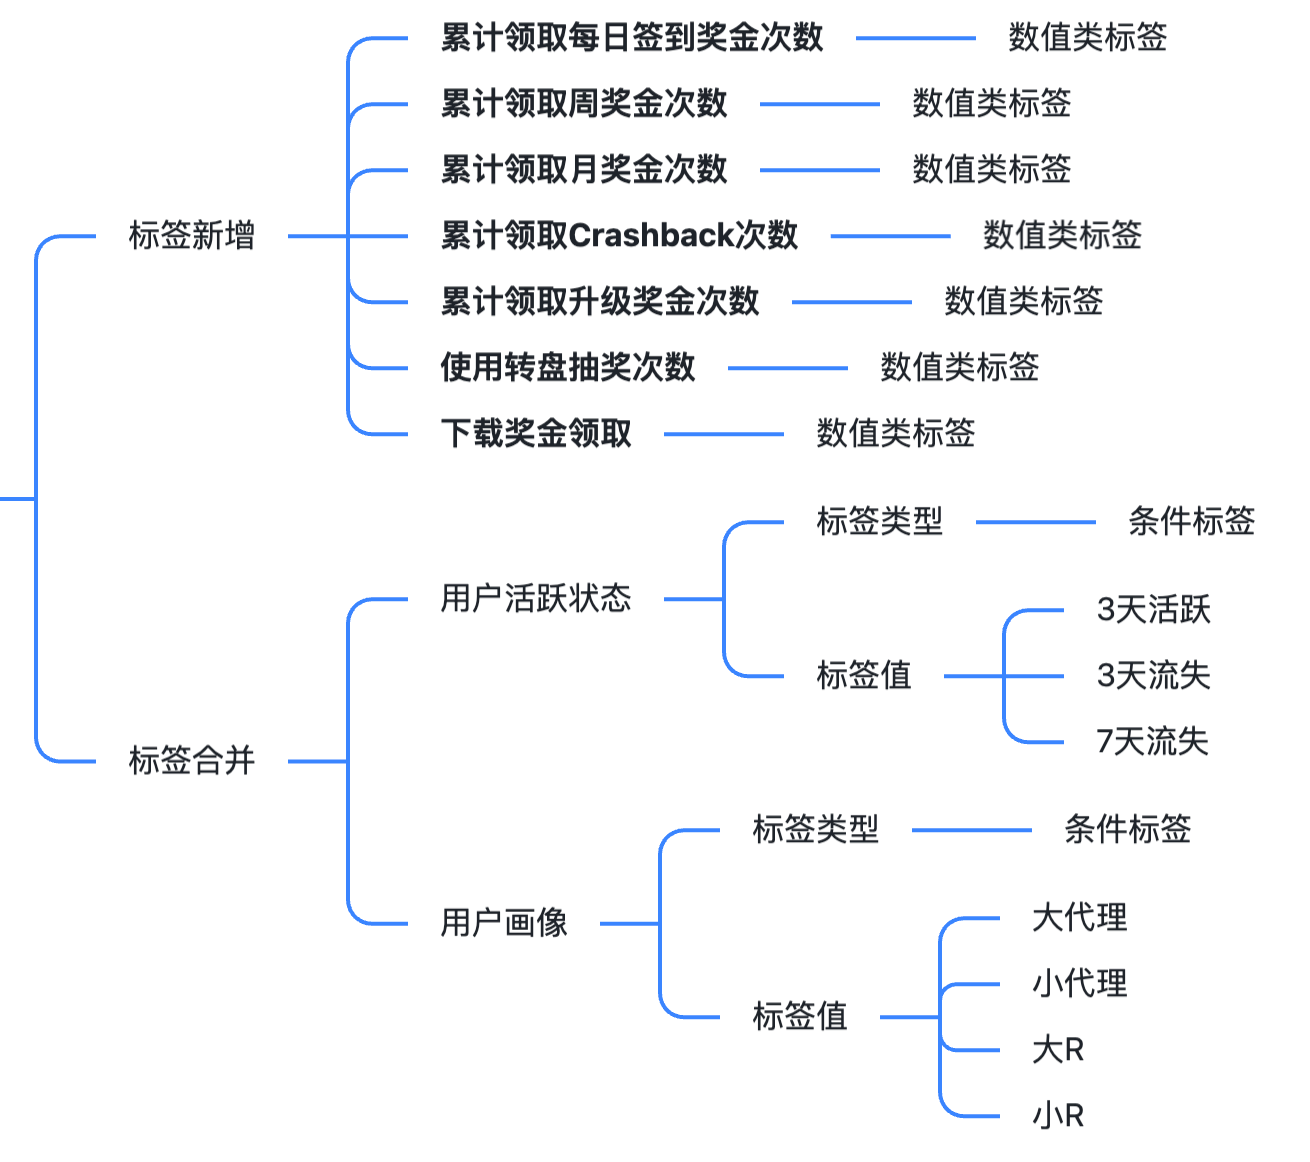 累计领取每日签到奖金次数 数值类标签
累计领取周奖金次数 数值类标签
累计领取月奖金次数 数值类标签
标签新增 累计领取Crashback次数 数值类标签
累计领取升级奖金次数 数值类标签
使用转盘抽奖次数 数值类标签
下载奖金领取 数值类标签
标签类型 条件标签
用户活跃状态
3天活跃
标签值 3天流失
7天流失
标签合并
标签类型 条件标签
用户画像
大代理
小代理
标签值
大R
小R